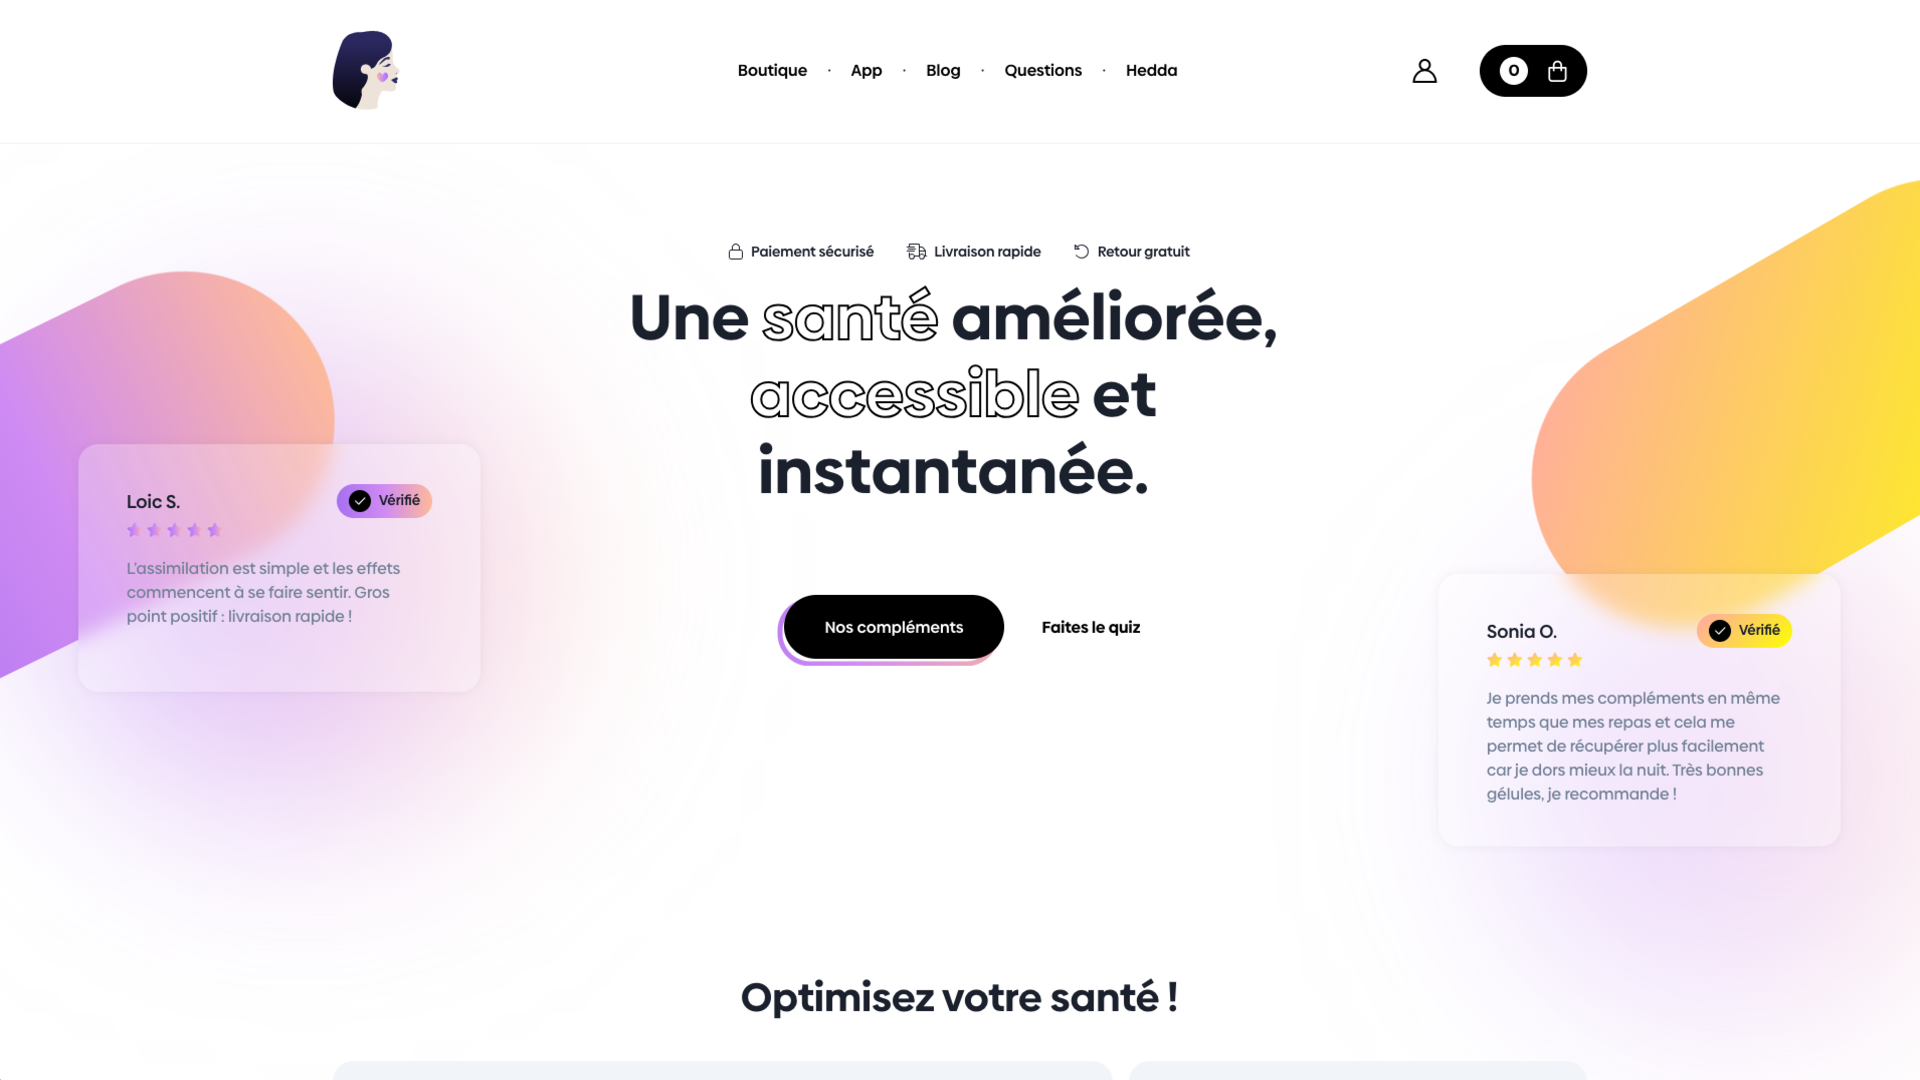 Boutique · App · Blog · Questions · Hedda
0
Paiement sécurisé
Livraison rapide
Retour gratuit
Une santé améliorée,
accessible et
instantanée.
Nos compléments
Faites le quiz
Loic S.
Vérifié
L'assimilation est simple et les effets
commencent à se faire sentir. Gros
point positif : livraison rapide !
Sonia O.
Vérifié
Je prends mes compléments en même
temps que mes repas et cela me
permet de récupérer plus facilement
car je dors mieux la nuit. Très bonnes
gélules, je recommande !
Optimisez votre santé !